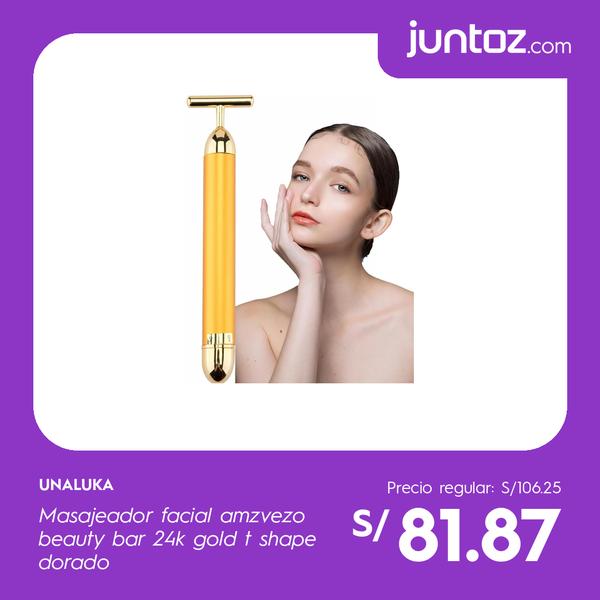 juntoz.com
UNALUKA
Masajeador facial amzvezo
beauty bar 24k gold t shape
dorado
Precio regular: S/106.25
S/ 81.87